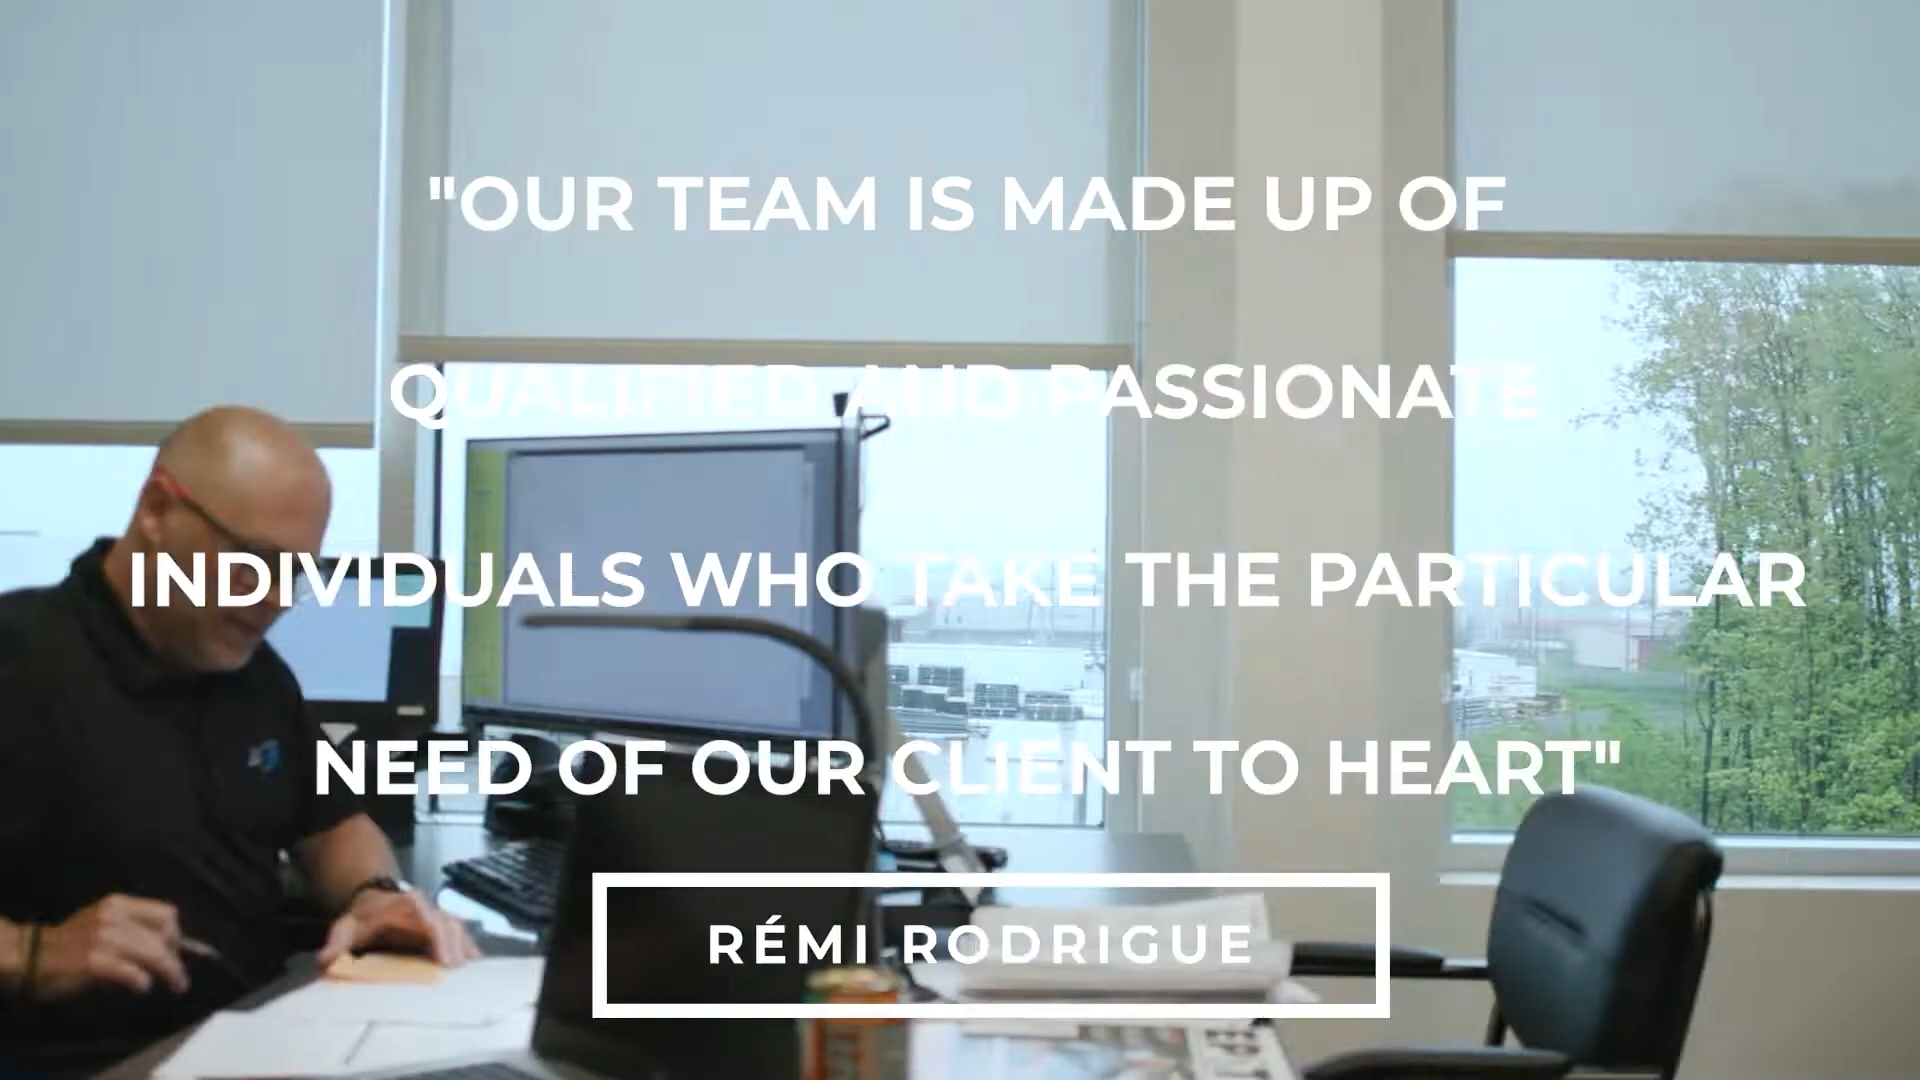 "OUR TEAM IS MADE UP OF
QUALIFIED AND PASSIONATE
INDIVIDUALS WHO TAKE THE PARTICULAR
NEED OF OUR CLIENT TO HEART"
RÉMI RODRIGUE